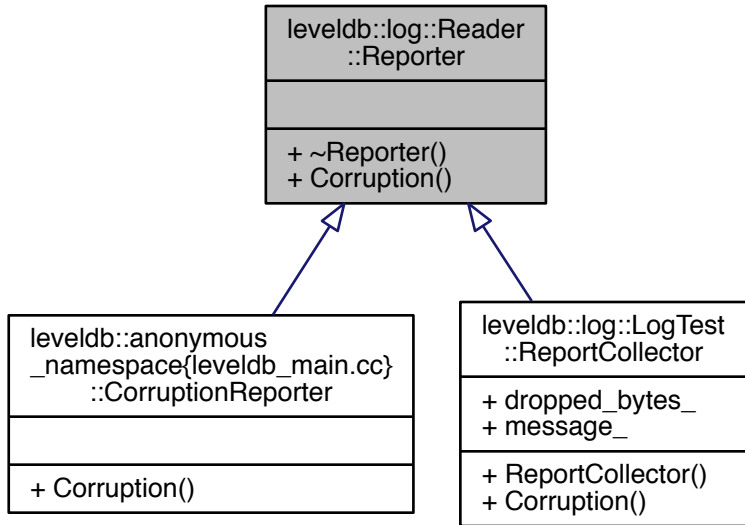 leveldb::log::Reader
::Reporter
+ ~Reporter()
+ Corruption()
leveldb::anonymous
_namespace{leveldb_main.cc}
::CorruptionReporter
+ Corruption()
leveldb::log::LogTest
::ReportCollector
+ dropped_bytes_
+ message_
+ ReportCollector()
+ Corruption()